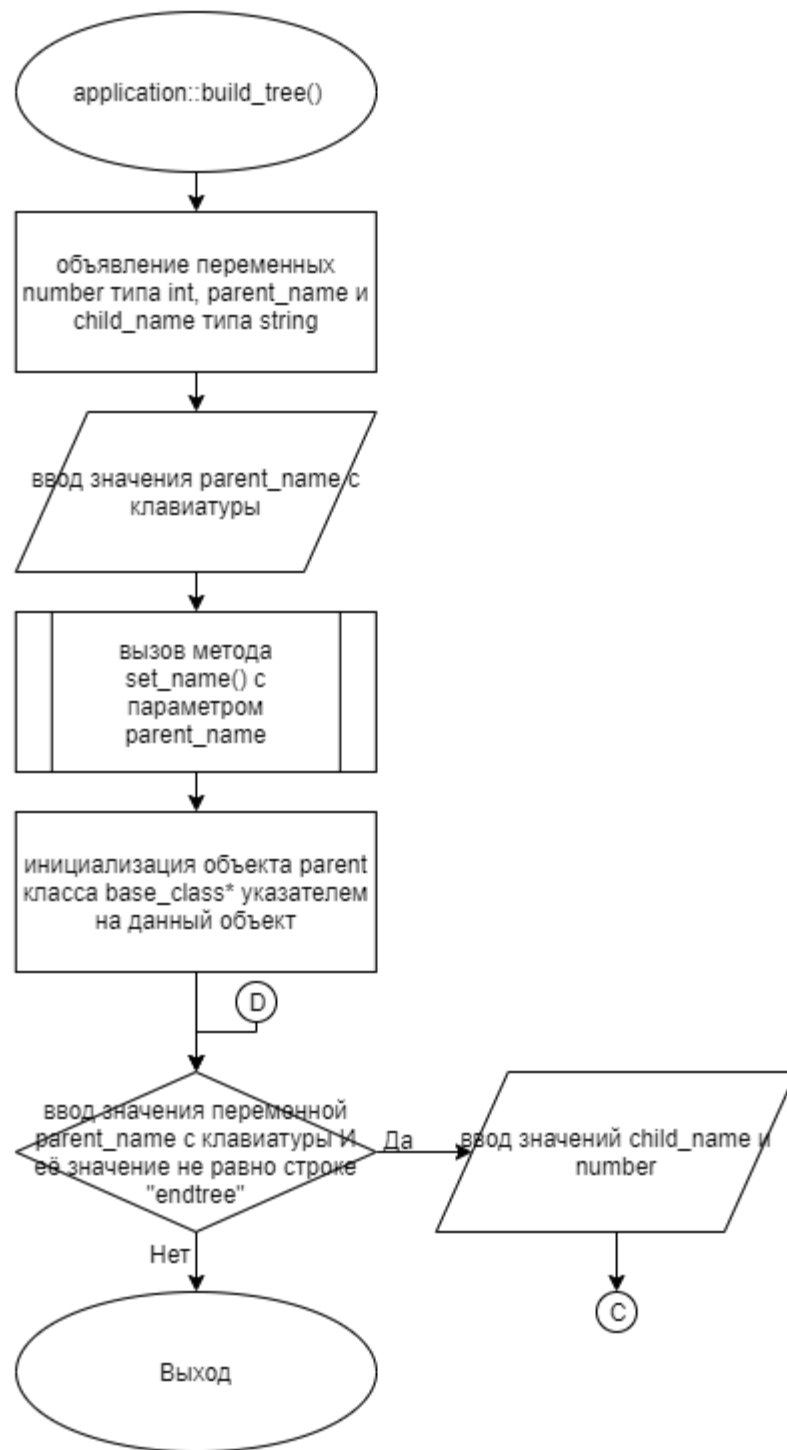 application::build_tree()
объявление переменных
number типа int, parent_name и
child_name типа string
ввод значения parent_name с
клавиатуры
вызов метода
set_name() с
параметром
parent_name
инициализация объекта parent
класса base_class* указателем
на данный объект
D
ввод значения переменной
parent_name с клавиатуры И
её значение не равно строке
"endtree"
Да
ввод значений child_name и
number
Нет
C
Выход